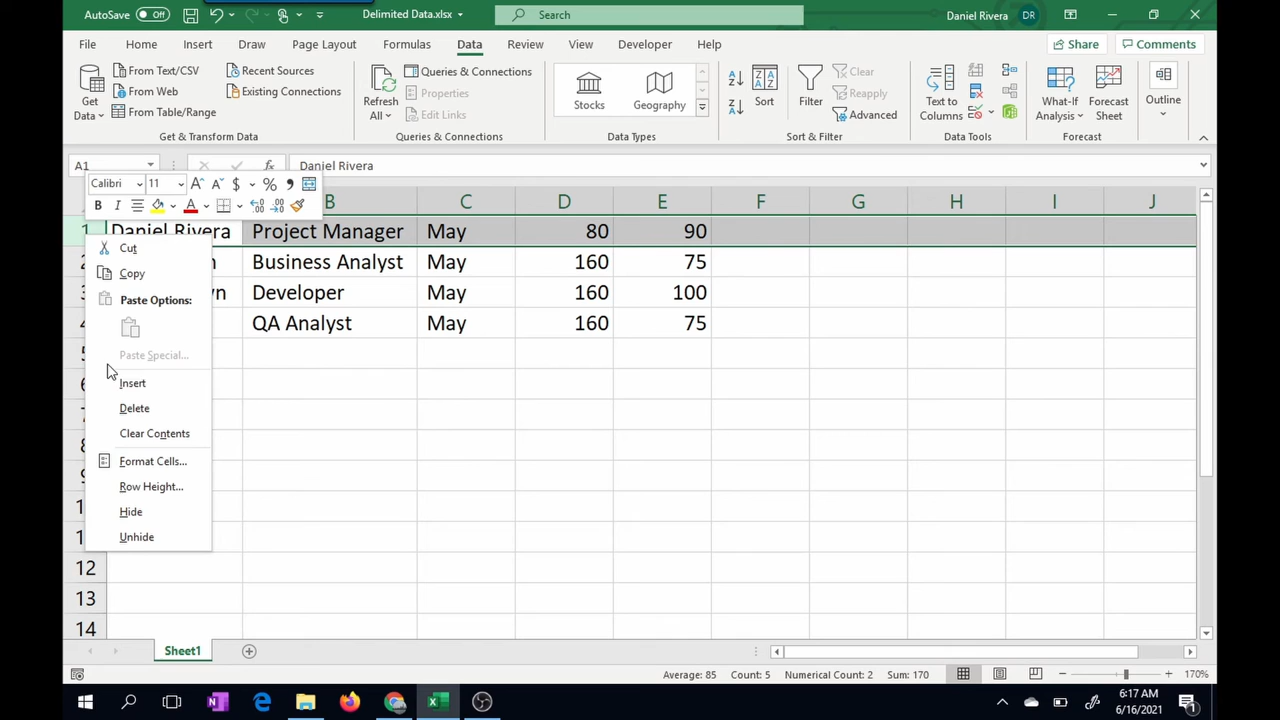 AutoSave Off Delimited Data.xlsx Search Daniel Rivera DR
File Home Insert Draw Page Layout Formulas Data Review View Developer Help Share Comments
Get Data
From Text/CSV
From Web
From Table/Range
Recent Sources
Existing Connections
Get & Transform Data
Refresh All
Queries & Connections
Properties
Edit Links
Queries & Connections
Stocks
Geography
Data Types
Sort
Filter
Clear
Reapply
Advanced
Sort & Filter
Text to Columns
Data Tools
What-If Analysis
Forecast Sheet
Forecast
Outline
A1 fx Daniel Rivera
Calibri 11 A A $ %
B I A
B C D E F G H I J
1 Daniel Rivera Project Manager May 80 90
Business Analyst May 160 75
Developer May 160 100
QA Analyst May 160 75
Cut
Copy
Paste Options:
Paste Special...
Insert
Delete
Clear Contents
Format Cells...
Row Height...
Hide
Unhide
12
13
14
Sheet1
Average: 85 Count: 5 Numerical Count: 2 Sum: 170 170%
6:17 AM
6/16/2021
1